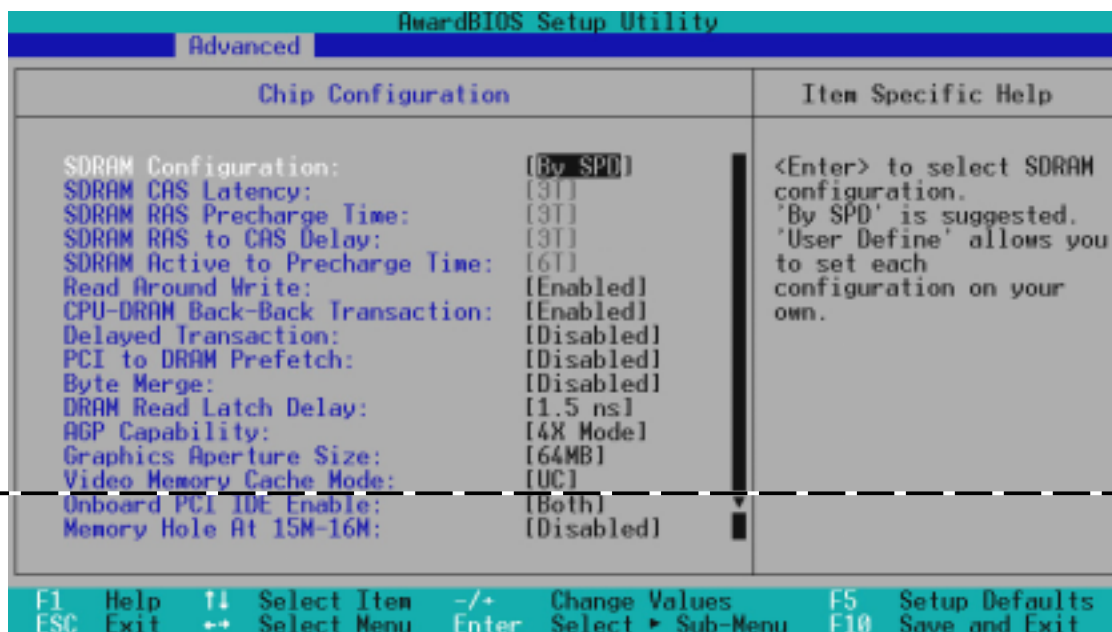 AwardBIOS Setup Utility
Advanced
Chip Configuration
SDRAM Configuration: [By SPD]
SDRAM CAS Latency: [3T]
SDRAM RAS Precharge Time: [3T]
SDRAM RAS to CAS Delay: [3T]
SDRAM Active to Precharge Time: [6T]
Read Around Write: [Enabled]
CPU-DRAM Back-Back Transaction: [Enabled]
Delayed Transaction: [Disabled]
PCI to DRAM Prefetch: [Disabled]
Byte Merge: [Disabled]
DRAM Read Latch Delay: [1.5 ns]
AGP Capability: [4X Mode]
Graphics Aperture Size: [64MB]
Video Memory Cache Mode: [UC]
Onboard PCI IDE Enable: [Both]
Memory Hole At 15M-16M: [Disabled]
Item Specific Help
<Enter> to select SDRAM
configuration.
'By SPD' is suggested.
'User Define' allows you
to set each
configuration on your
own.
F1 Help ↑↓ Select Item -/+ Change Values F5 Setup Defaults
ESC Exit ←→ Select Menu Enter Select ► Sub-Menu F10 Save and Exit